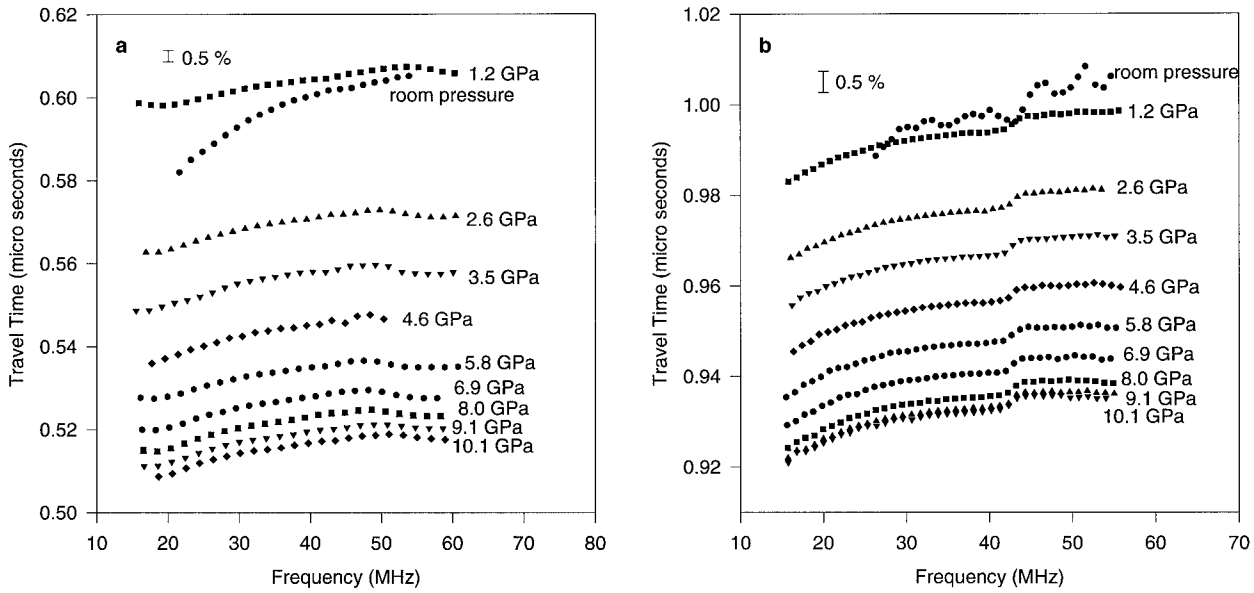 a
0.5 %
0.62
0.60
0.58
0.56
0.54
0.52
0.50
Travel Time (micro seconds)
1.2 GPa
room pressure
2.6 GPa
3.5 GPa
4.6 GPa
5.8 GPa
6.9 GPa
8.0 GPa
9.1 GPa
10.1 GPa
10 20 30 40 50 60 70 80
Frequency (MHz)
b
0.5 %
1.02
1.00
0.98
0.96
0.94
0.92
Travel Time (micro seconds)
room pressure
1.2 GPa
2.6 GPa
3.5 GPa
4.6 GPa
5.8 GPa
6.9 GPa
8.0 GPa
9.1 GPa
10.1 GPa
10 20 30 40 50 60 70
Frequency (MHz)